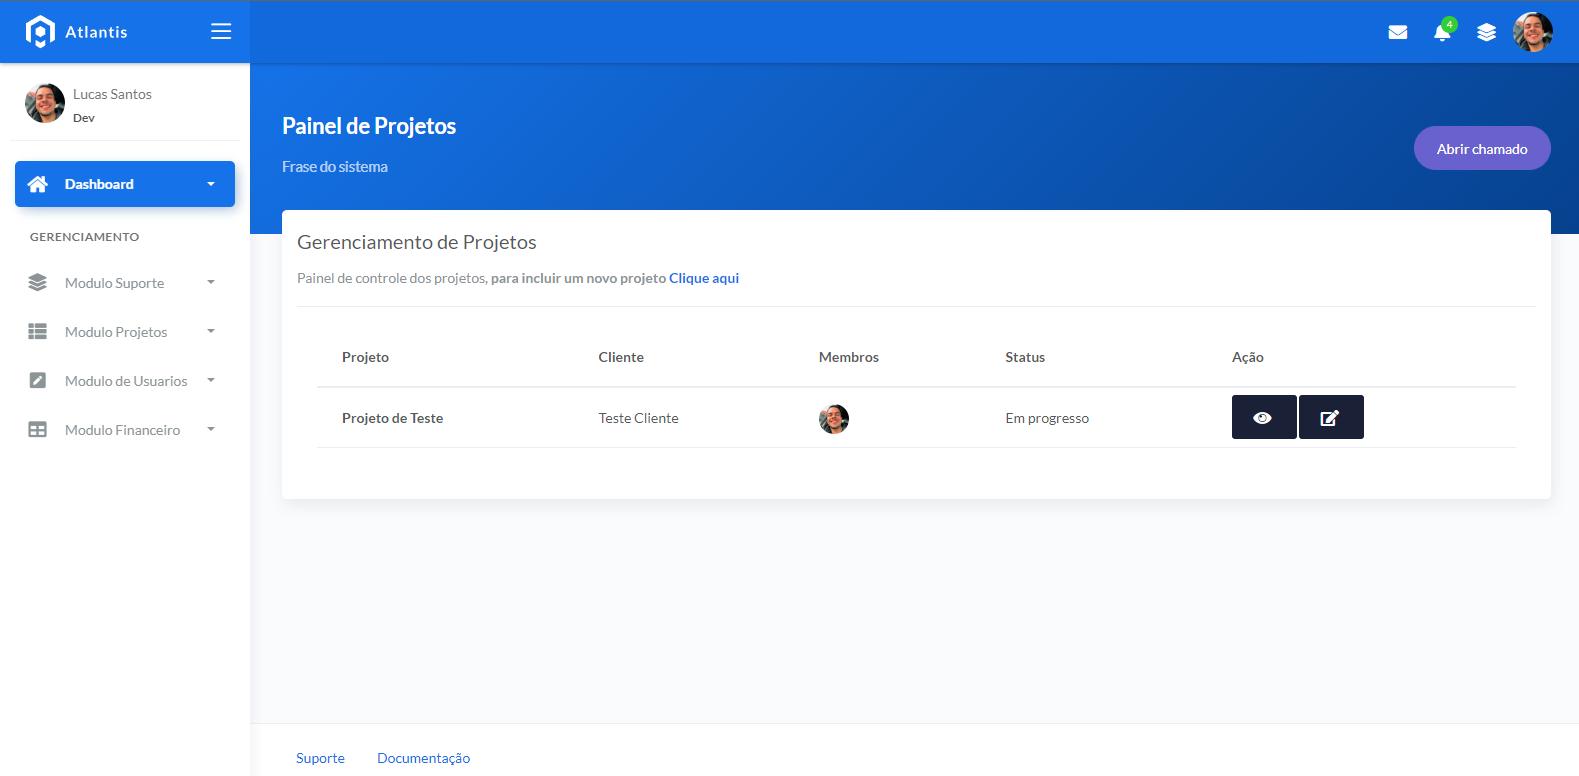 Atlantis
4
Lucas Santos
Dev
Dashboard
GERENCIAMENTO
Modulo Suporte
Modulo Projetos
Modulo de Usuarios
Modulo Financeiro
Painel de Projetos
Frase do sistema
Abrir chamado
Gerenciamento de Projetos
Painel de controle dos projetos, para incluir um novo projeto Clique aqui
Projeto Cliente Membros Status Ação
Projeto de Teste Teste Cliente Em progresso
Suporte Documentação